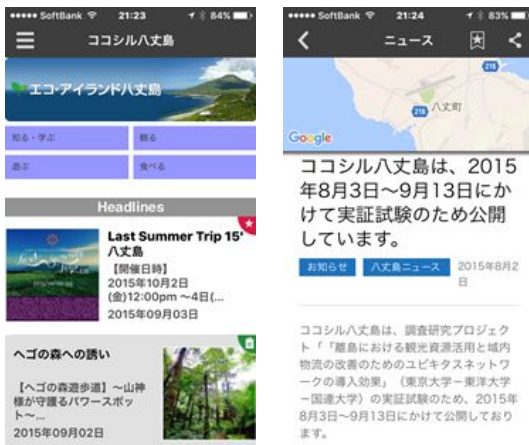 ●●●●● SoftBank 21:23 84%
ココシル八丈島
エコ・アイランド八丈島
知る・学ぶ
観る
遊ぶ
食べる
Headlines
Last Summer Trip 15'
八丈島
【開催日時】
2015年10月2日
(金)12:00pm ～4日(...
2015年09月03日
ヘゴの森への誘い
【ヘゴの森遊歩道】～山神
様が守護るパワースポッ
ト～...
2015年09月02日
●●●●● SoftBank 21:24 83%
ニュース
215
216
八丈町
Google
ココシル八丈島は、2015
年8月3日～9月13日にか
けて実証試験のため公開
しています。
お知らせ
八丈島ニュース
2015年8月2
日
ココシル八丈島は、調査研究プロジェク
ト「「離島における観光資源活用と域内
物流の改善のためのユビキタスネットワ
ークの導入効果」（東京大学－東洋大学
－国連大学）の実証試験のため、2015年
8月3日～9月13日にかけて公開しており
ます。